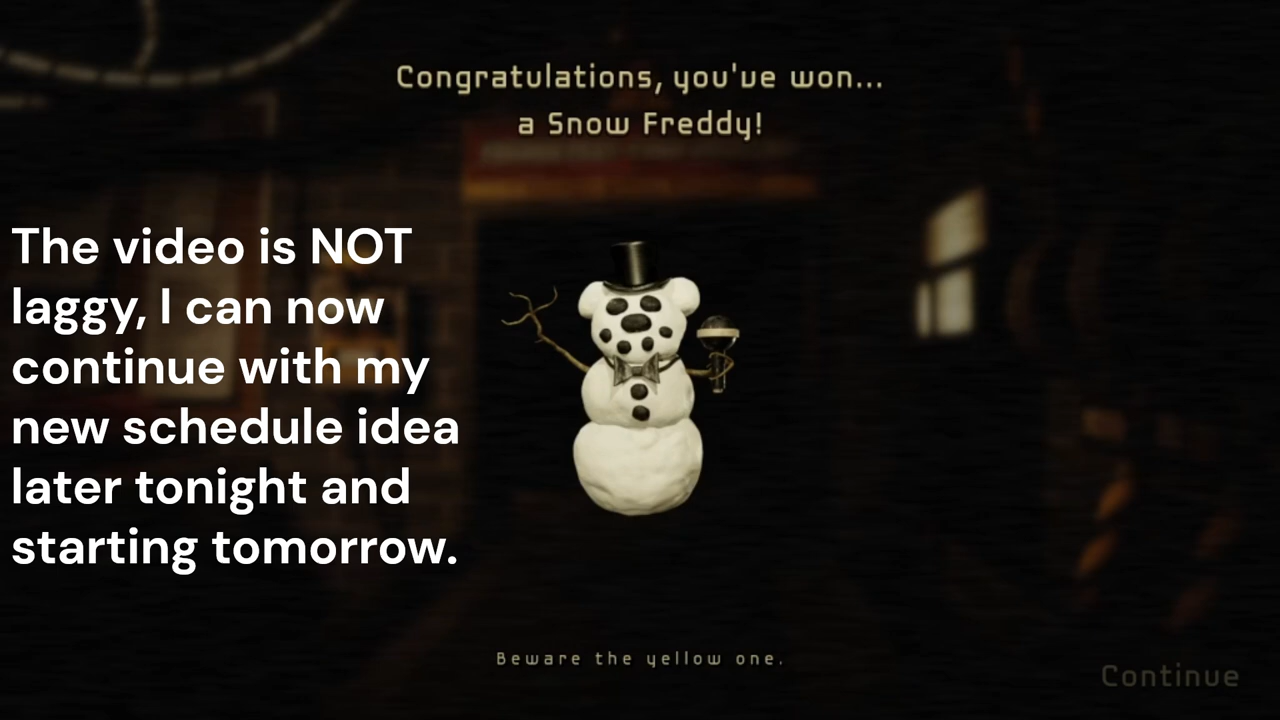 Congratulations, you've won...
a Snow Freddy!
The video is NOT
laggy, I can now
continue with my
new schedule idea
later tonight and
starting tomorrow.
Beware the yellow one.
Continue